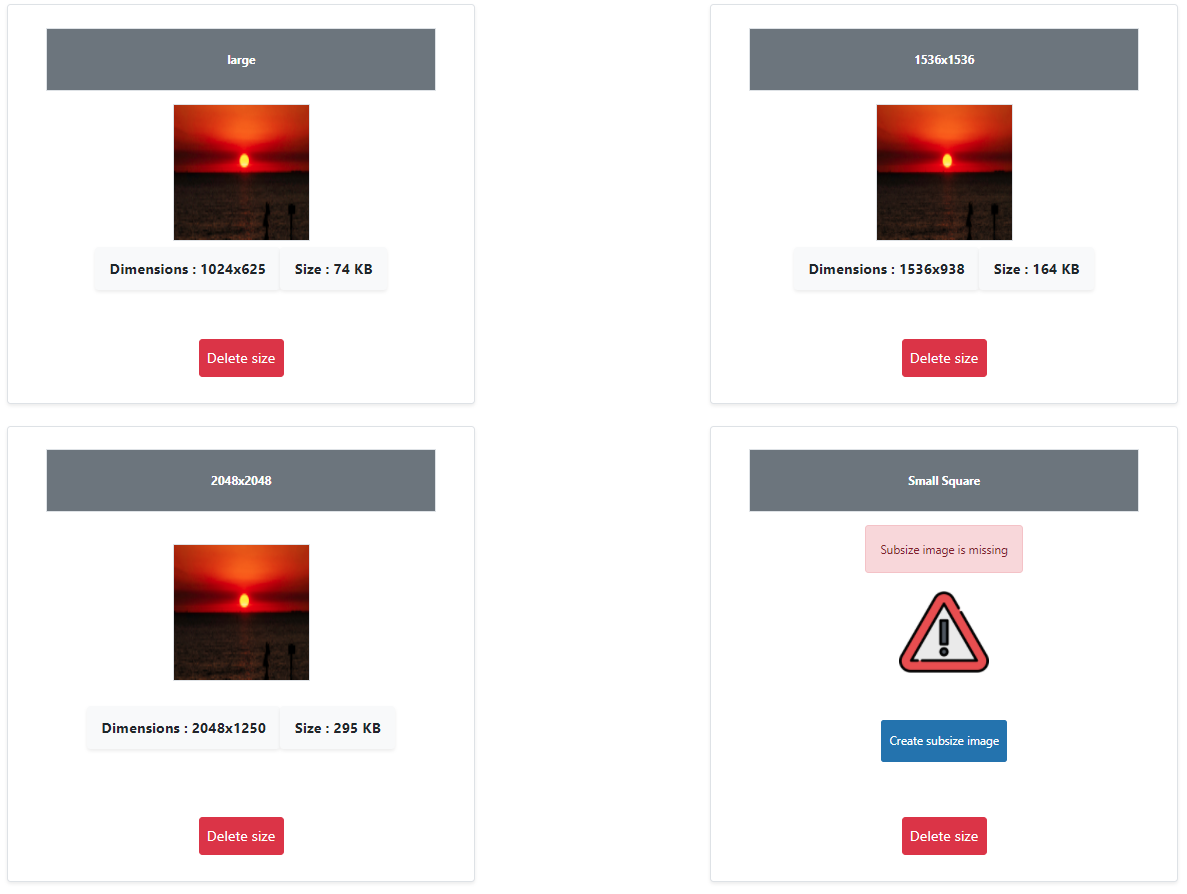 large
Dimensions : 1024x625 Size : 74 KB
Delete size
1536x1536
Dimensions : 1536x938 Size : 164 KB
Delete size
2048x2048
Dimensions : 2048x1250 Size : 295 KB
Delete size
Small Square
Subsize image is missing
Create subsize image
Delete size